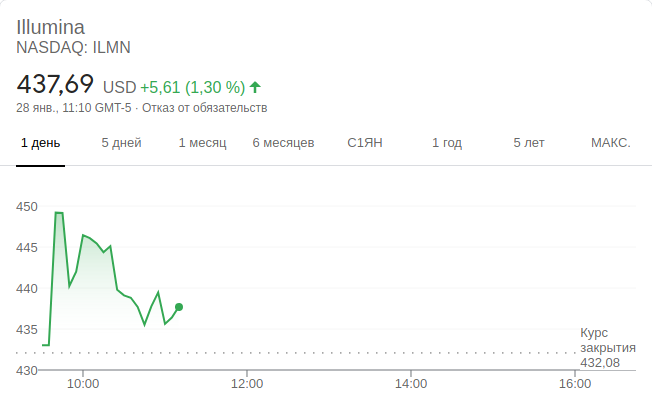 Illumina
NASDAQ: ILMN
437,69 USD +5,61 (1,30 %)
28 янв., 11:10 GMT-5 · Отказ от обязательств
1 день 5 дней 1 месяц 6 месяцев С1ЯН 1 год 5 лет МАКС.
450
445
440
435
Курс
закрытия
432,08
430
10:00 12:00 14:00 16:00